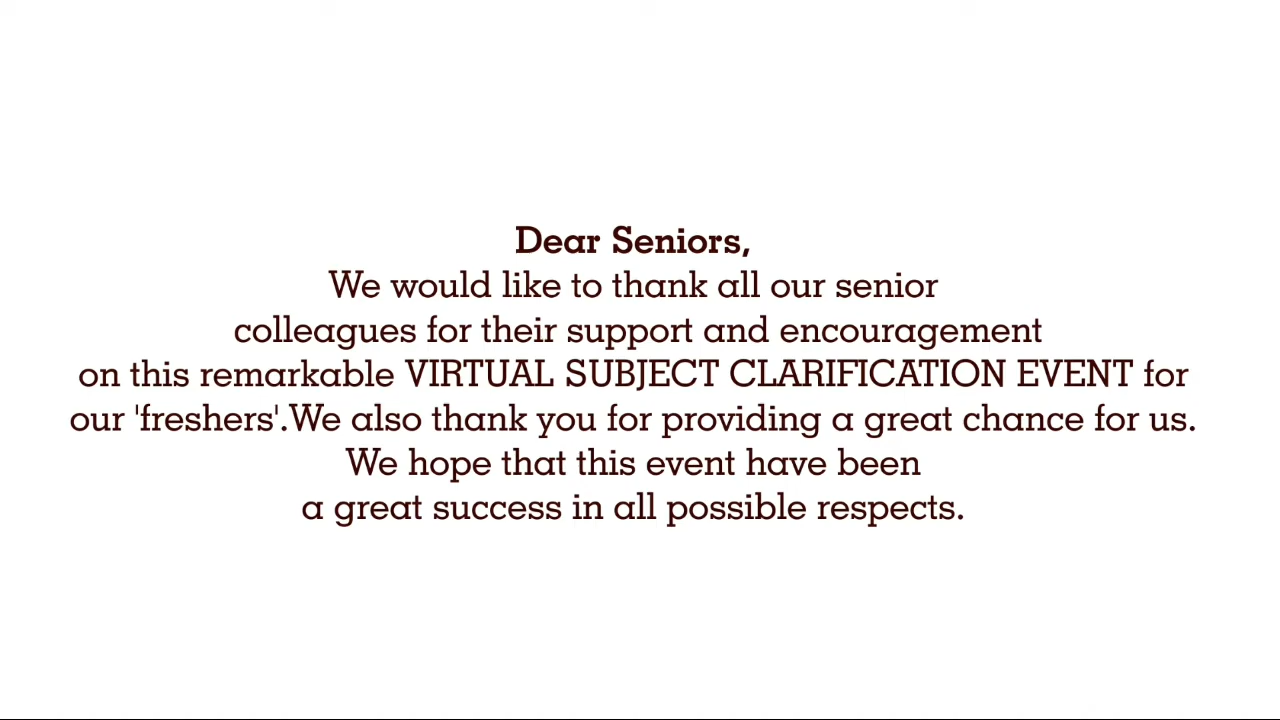 Dear Seniors,
We would like to thank all our senior
colleagues for their support and encouragement
on this remarkable VIRTUAL SUBJECT CLARIFICATION EVENT for
our 'freshers'.We also thank you for providing a great chance for us.
We hope that this event have been
a great success in all possible respects.